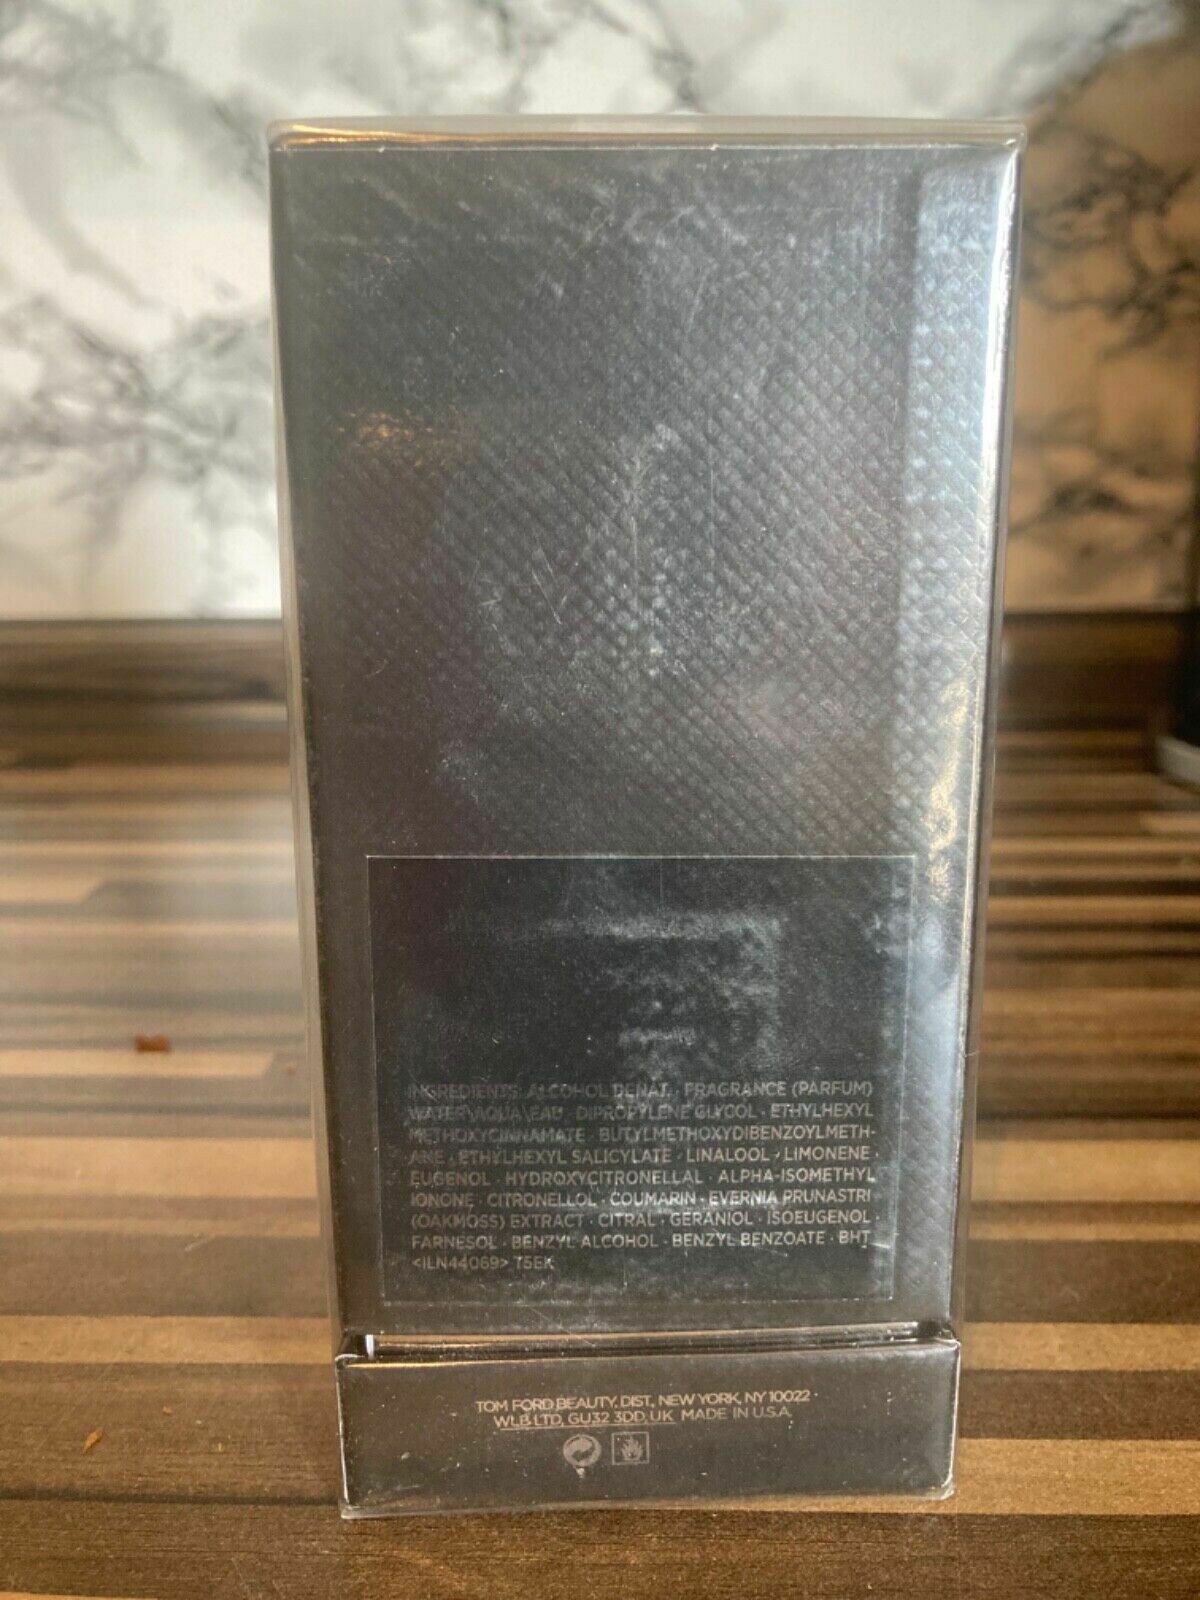 INGREDIENTS: ALCOHOL DENAT. · FRAGRANCE (PARFUM)
WATER\AQUA\EAU · DIPROPYLENE GLYCOL · ETHYLHEXYL
METHOXYCINNAMATE · BUTYLMETHOXYDIBENZOYLMETH-
ANE · ETHYLHEXYL SALICYLATE · LINALOOL · LIMONENE ·
EUGENOL · HYDROXYCITRONELLAL · ALPHA-ISOMETHYL
IONONE · CITRONELLOL · COUMARIN · EVERNIA PRUNASTRI
(OAKMOSS) EXTRACT · CITRAL · GERANIOL · ISOEUGENOL ·
FARNESOL · BENZYL ALCOHOL · BENZYL BENZOATE · BHT
<ILN44069> T5EK
TOM FORD BEAUTY, DIST., NEW YORK, NY 10022 ·
WLB LTD, GU32 3DD, UK MADE IN U.S.A.